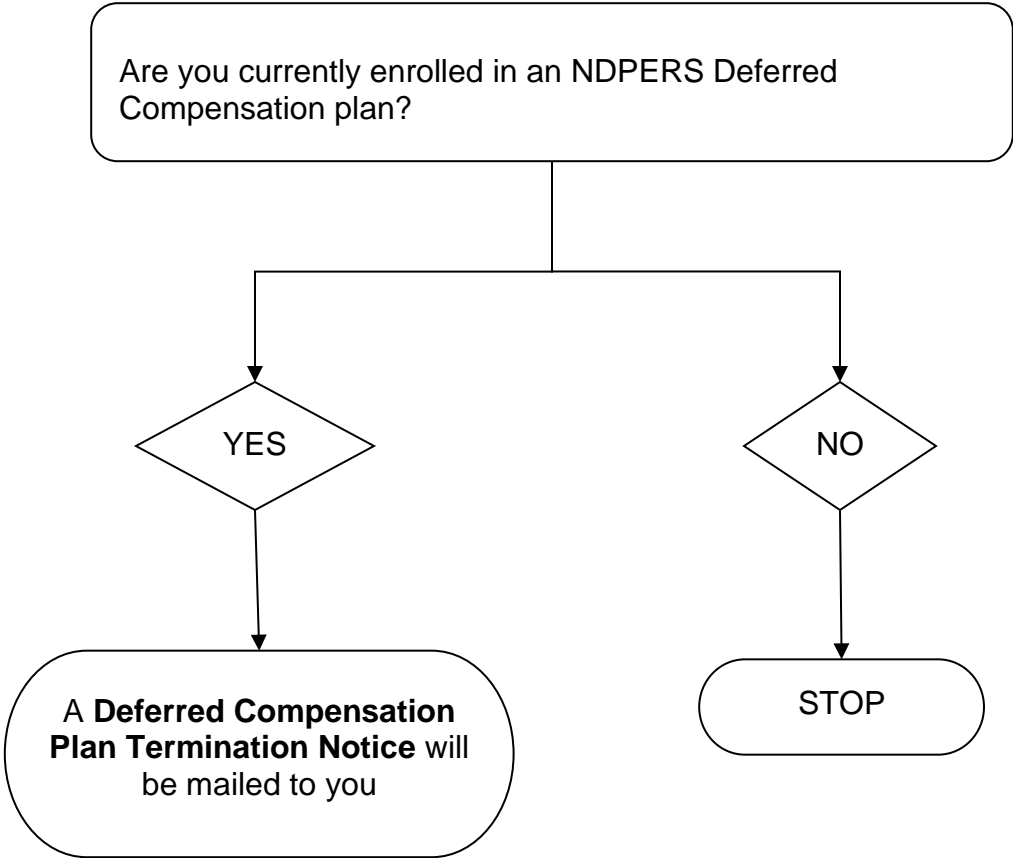 Are you currently enrolled in an NDPERS Deferred
Compensation plan?
YES
NO
A Deferred Compensation
Plan Termination Notice will
be mailed to you
STOP